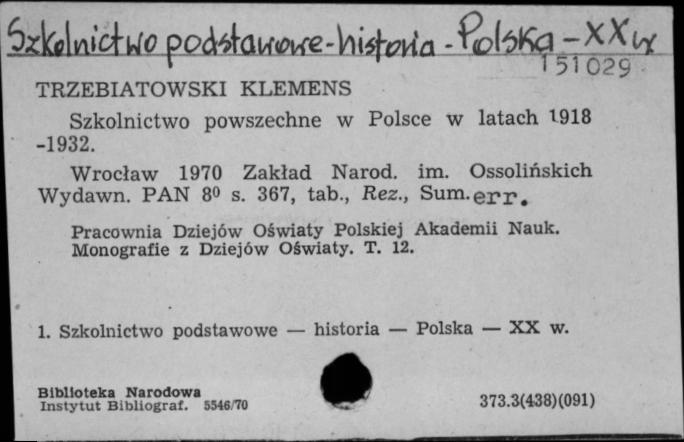 Szkolnictwo podstawowe - historia - Polska - XX w
151029
TRZEBIATOWSKI KLEMENS
Szkolnictwo powszechne w Polsce w latach 1918
-1932.
Wrocław 1970 Zakład Narod. im. Ossolińskich
Wydawn. PAN 8⁰ s. 367, tab., Rez., Sum. err.
Pracownia Dziejów Oświaty Polskiej Akademii Nauk.
Monografie z Dziejów Oświaty. T. 12.
1. Szkolnictwo podstawowe — historia — Polska — XX w.
Biblioteka Narodowa
Instytut Bibliograf. 5546/70
373.3(438)(091)